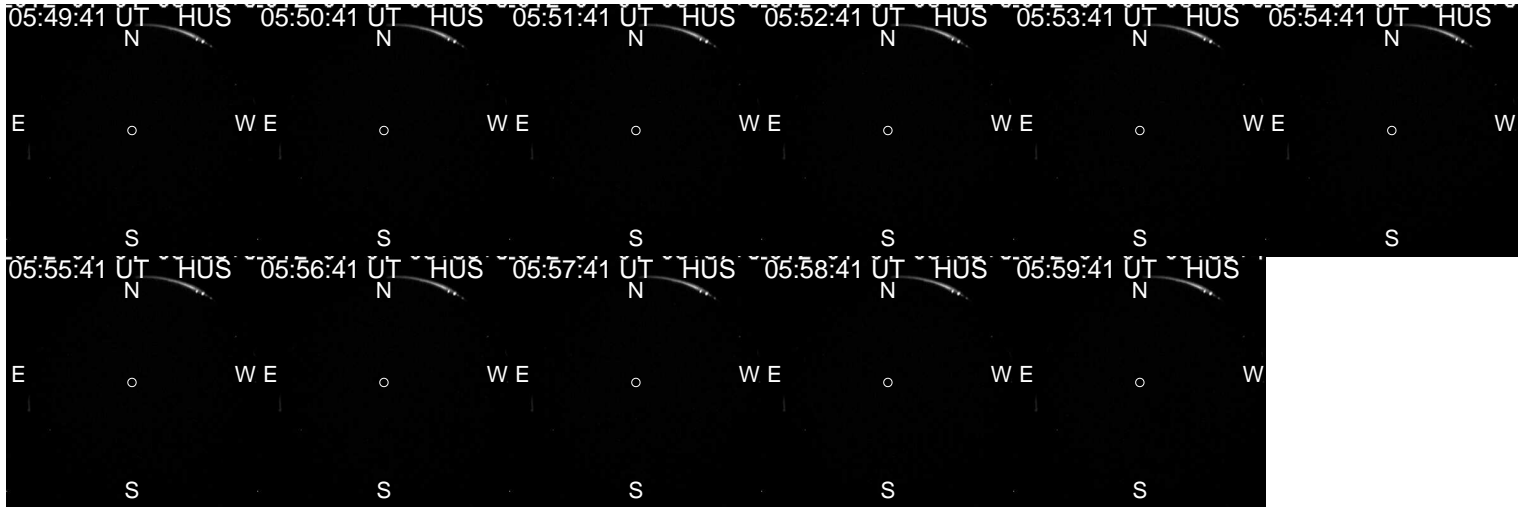 05:49:41 UT HUS 05:50:41 UT HUS 05:51:41 UT HUS 05:52:41 UT HUS 05:53:41 UT HUS 05:54:41 UT HUS
N N N N N N
E W E W E W E W E W E W
S S S S S S
05:55:41 UT HUS 05:56:41 UT HUS 05:57:41 UT HUS 05:58:41 UT HUS 05:59:41 UT HUS
N N N N N
E W E W E W E W E W
S S S S S